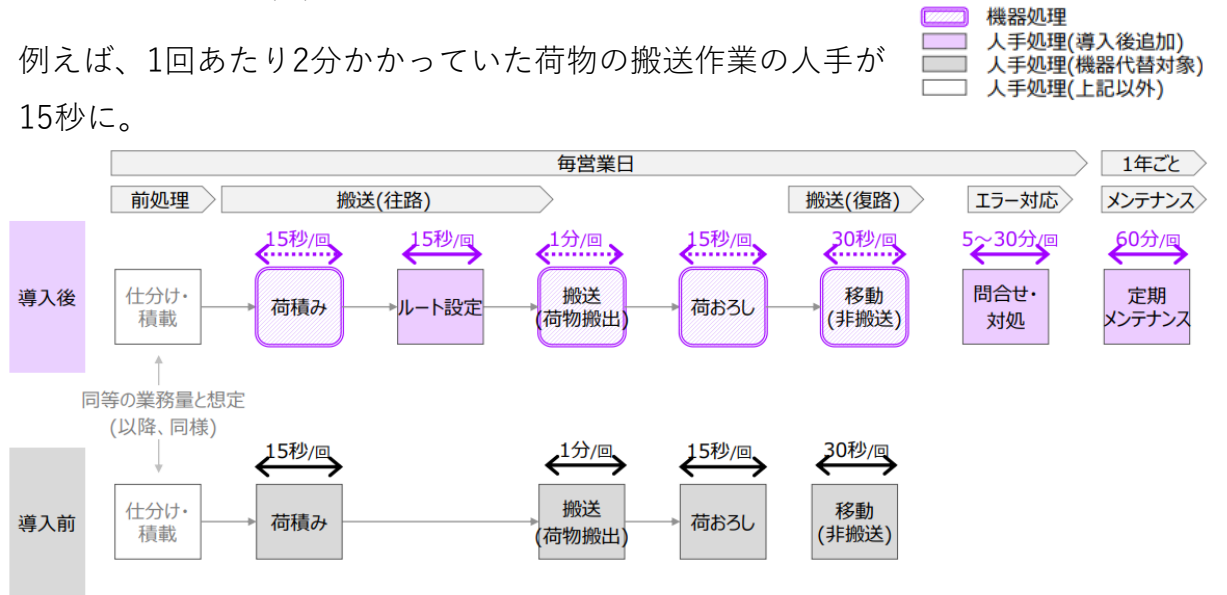 機器処理
人手処理(導入後追加)
人手処理(機器代替対象)
人手処理(上記以外)
例えば、1回あたり2分かかっていた荷物の搬送作業の人手が
15秒に。
毎営業日
1年ごと
前処理
搬送(往路)
搬送(復路)
エラー対応
メンテナンス
導入後
15秒/回
15秒/回
1分/回
15秒/回
30秒/回
5～30分/回
60分/回
仕分け・
積載
荷積み
ルート設定
搬送
(荷物搬出)
荷おろし
移動
(非搬送)
問合せ・
対処
定期
メンテナンス
同等の業務量と想定
(以降、同様)
導入前
15秒/回
1分/回
15秒/回
30秒/回
仕分け・
積載
荷積み
搬送
(荷物搬出)
荷おろし
移動
(非搬送)